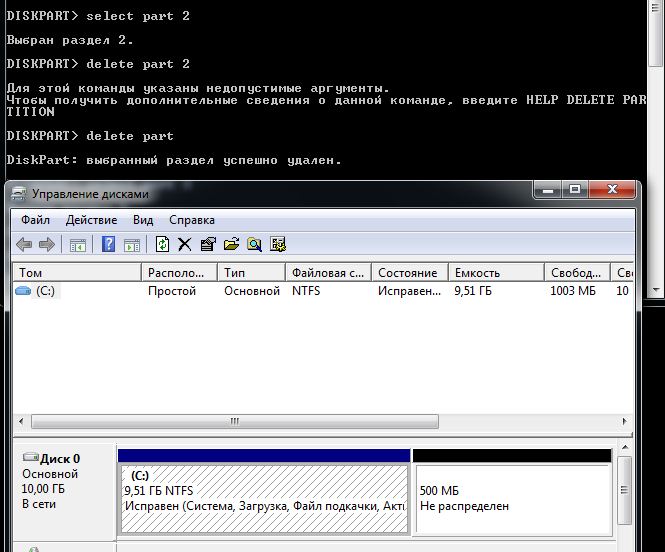 DISKPART> select part 2
Выбран раздел 2.
DISKPART> delete part 2
Для этой команды указаны недопустимые аргументы.
Чтобы получить дополнительные сведения о данной команде, введите HELP DELETE PAR
TITION
DISKPART> delete part
DiskPart: выбранный раздел успешно удален.
Управление дисками
Файл Действие Вид Справка
Том Располо... Тип Файловая с... Состояние Емкость Свобод... Сво
(C:) Простой Основной NTFS Исправен... 9,51 ГБ 1003 МБ 10
Диск 0
Основной
10,00 ГБ
В сети
(C:)
9,51 ГБ NTFS
Исправен (Система, Загрузка, Файл подкачки, Акти
500 МБ
Не распределен